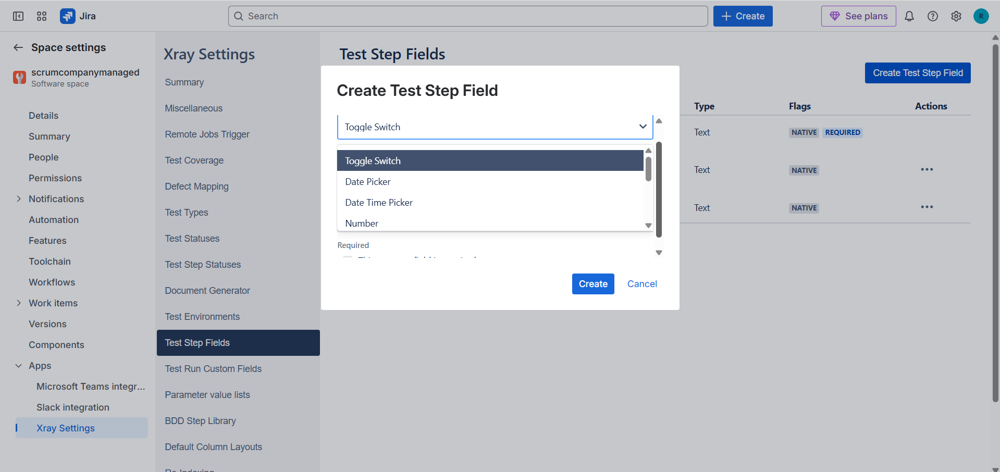 Jira
Search
Create
See plans
R
Space settings
scrumcompanymanaged
Software space
Details
Summary
People
Permissions
Notifications
Automation
Features
Toolchain
Workflows
Work items
Versions
Components
Apps
Microsoft Teams integr...
Slack integration
Xray Settings
Xray Settings
Summary
Miscellaneous
Remote Jobs Trigger
Test Coverage
Defect Mapping
Test Types
Test Statuses
Test Step Statuses
Document Generator
Test Environments
Test Step Fields
Test Run Custom Fields
Parameter value lists
BDD Step Library
Default Column Layouts
Test Step Fields
Create Test Step Field
Type Flags Actions
Text NATIVE REQUIRED
Text NATIVE
Text NATIVE
Create Test Step Field
Toggle Switch
Toggle Switch
Date Picker
Date Time Picker
Number
Required
Create Cancel